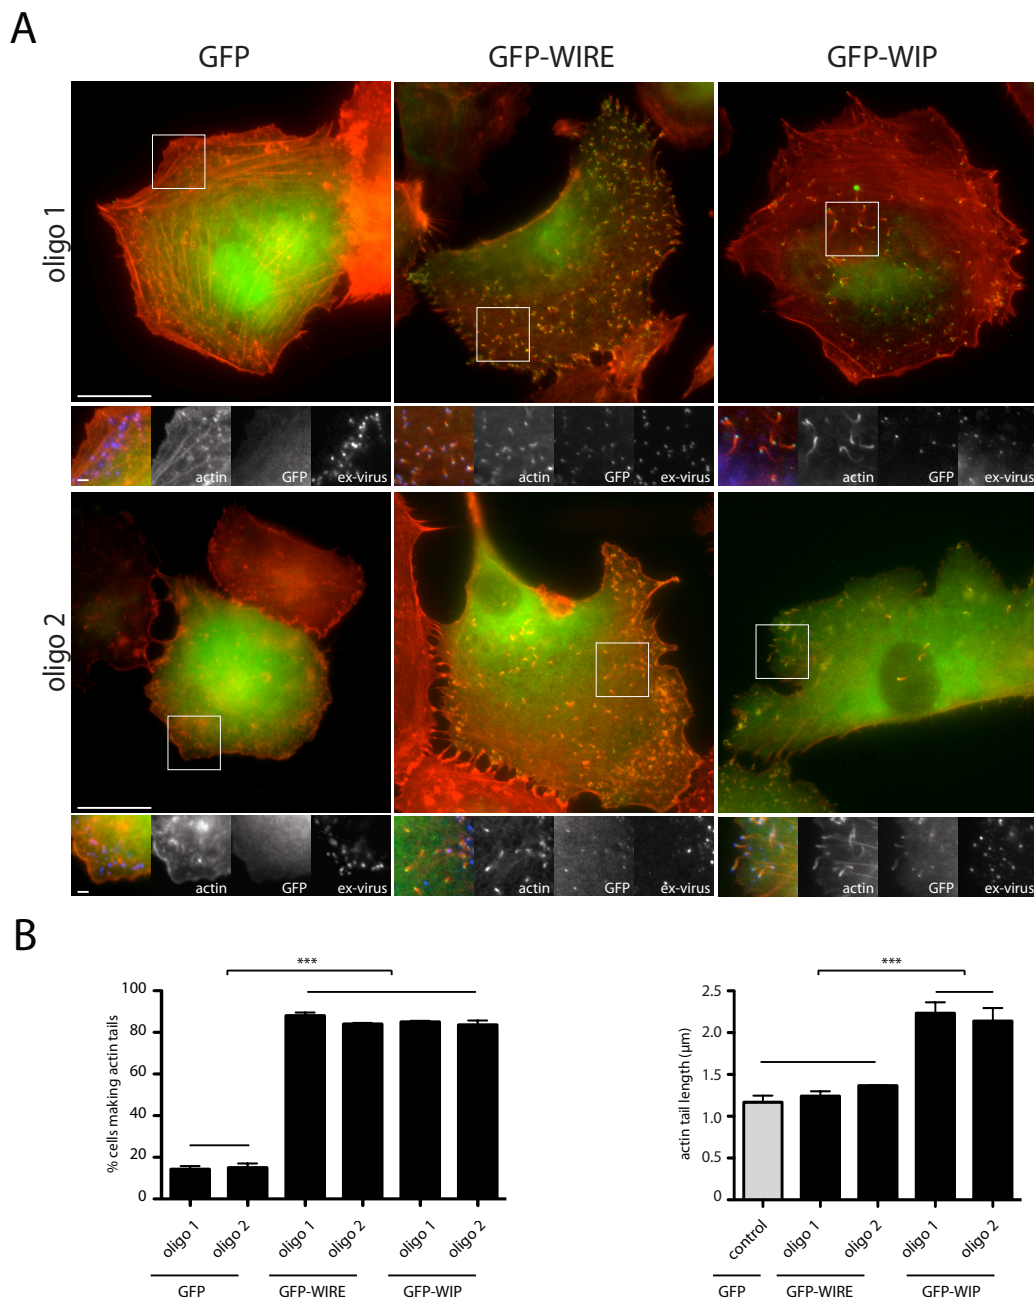 A
GFP
GFP-WIRE
GFP-WIP
oligo 1
actin
GFP
ex-virus
actin
GFP
ex-virus
actin
GFP
ex-virus
oligo 2
actin
GFP
ex-virus
actin
GFP
ex-virus
actin
GFP
ex-virus
B
***
% cells making actin tails
100
80
60
40
20
0
oligo 1
oligo 2
oligo 1
oligo 2
oligo 1
oligo 2
GFP
GFP-WIRE
GFP-WIP
***
actin tail length (µm)
2.5
2.0
1.5
1.0
0.5
0
control
oligo 1
oligo 2
oligo 1
oligo 2
GFP
GFP-WIRE
GFP-WIP